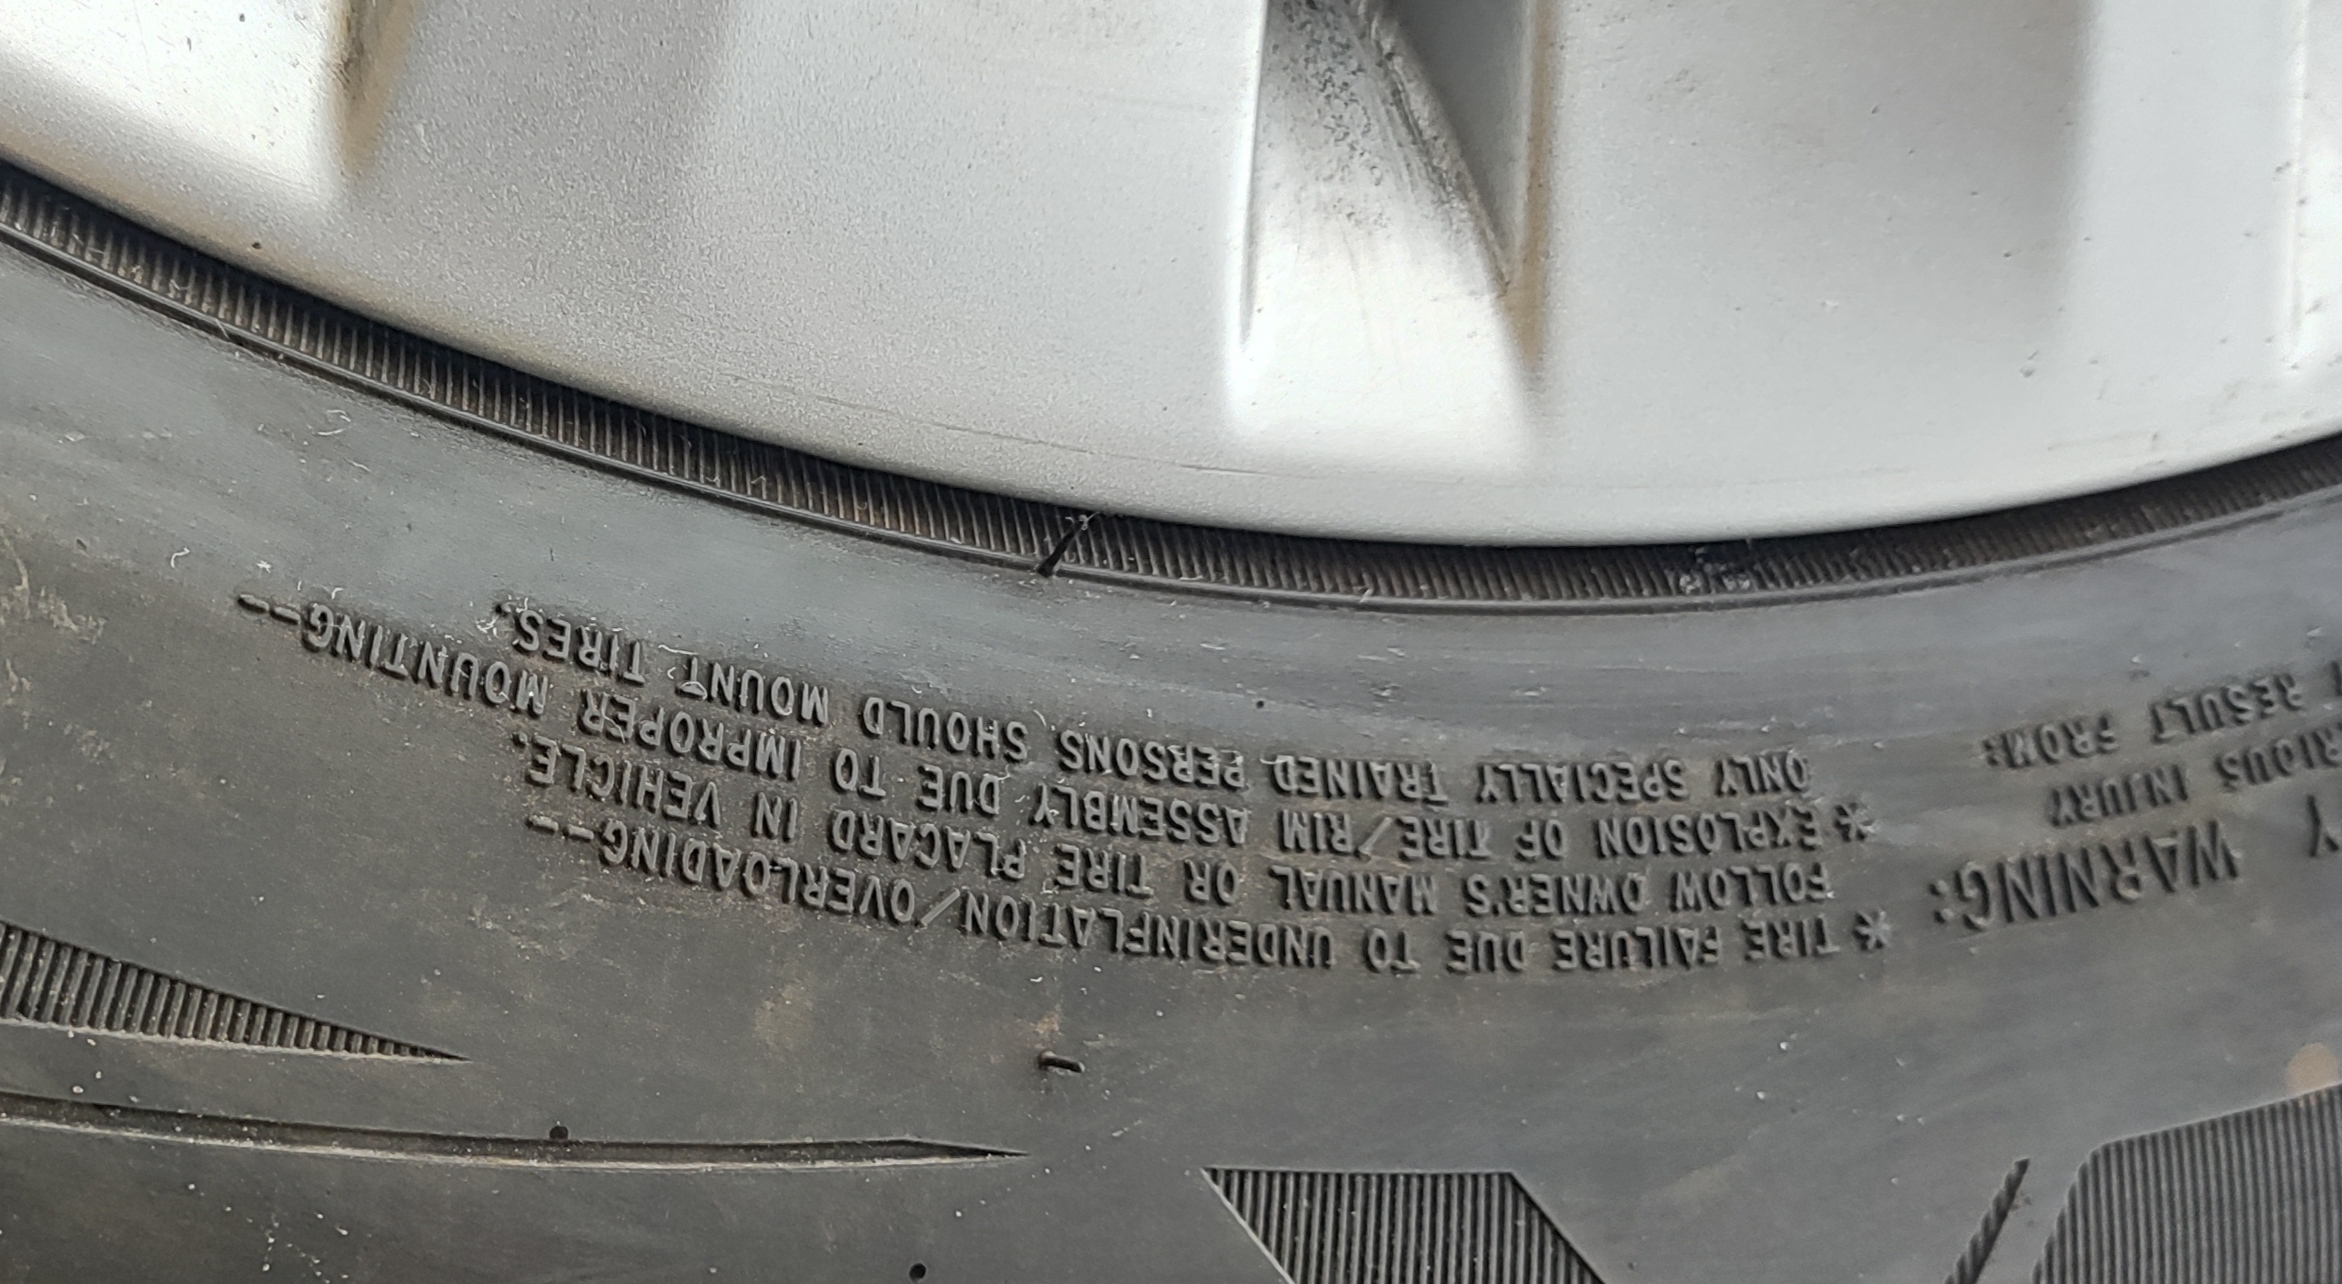 Y WARNING:
RIOUS INJURY
T RESULT FROM:
* TIRE FAILURE DUE TO UNDERINFLATION/OVERLOADING--
FOLLOW OWNER'S MANUAL OR TIRE PLACARD IN VEHICLE.
* EXPLOSION OF TIRE/RIM ASSEMBLY DUE TO IMPROPER MOUNTING--
ONLY SPECIALLY TRAINED PERSONS SHOULD MOUNT TIRES.